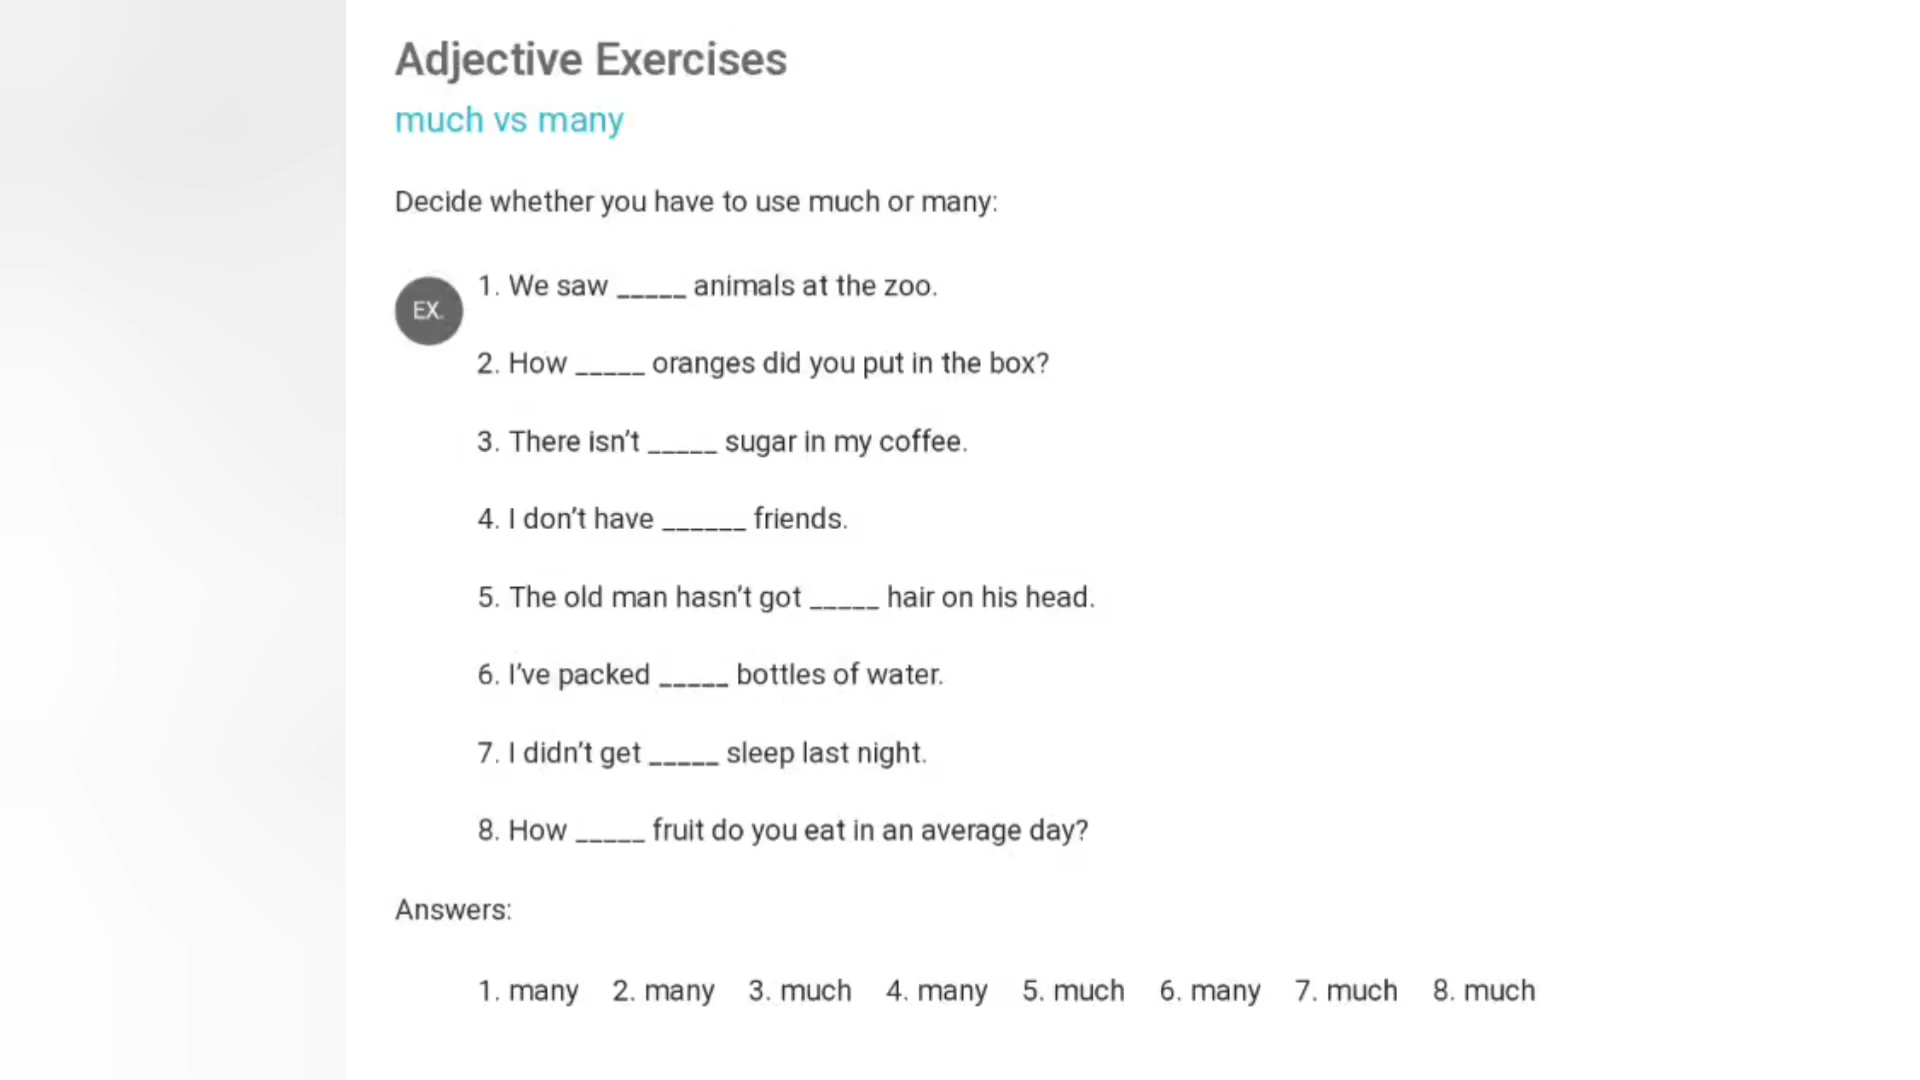 Adjective Exercises
much vs many
Decide whether you have to use much or many:
EX.
1. We saw _____ animals at the zoo.
2. How _____ oranges did you put in the box?
3. There isn’t _____ sugar in my coffee.
4. I don’t have ______ friends.
5. The old man hasn’t got _____ hair on his head.
6. I’ve packed _____ bottles of water.
7. I didn’t get _____ sleep last night.
8. How _____ fruit do you eat in an average day?
Answers:
1. many 2. many 3. much 4. many 5. much 6. many 7. much 8. much